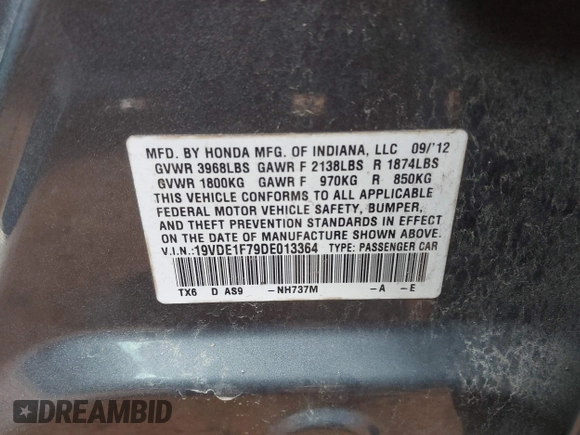 MFD. BY HONDA MFG. OF INDIANA, LLC 09/'12
GVWR 3968LBS GAWR F 2138LBS R 1874LBS
GVWR 1800KG GAWR F 970KG R 850KG
THIS VEHICLE CONFORMS TO ALL APPLICABLE
FEDERAL MOTOR VEHICLE SAFETY, BUMPER,
AND THEFT PREVENTION STANDARDS IN EFFECT
ON THE DATE OF MANUFACTURE SHOWN ABOVE.
V.I.N.:19VDE1F79DE013364 TYPE: PASSENGER CAR
TX6 D AS9 -NH737M -A -E
DREAMBID